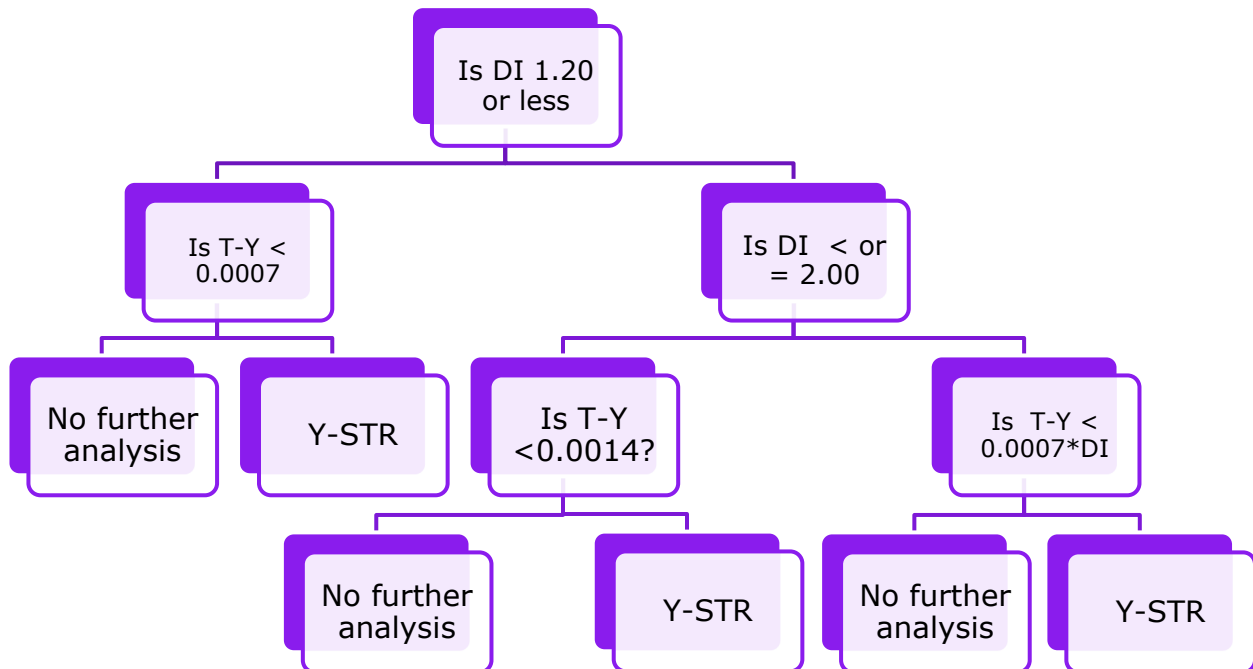 Is DI 1.20
or less
Is T-Y <
0.0007
Is DI < or
= 2.00
No further
analysis
Y-STR
Is T-Y
<0.0014?
Is T-Y <
0.0007*DI
No further
analysis
Y-STR
No further
analysis
Y-STR